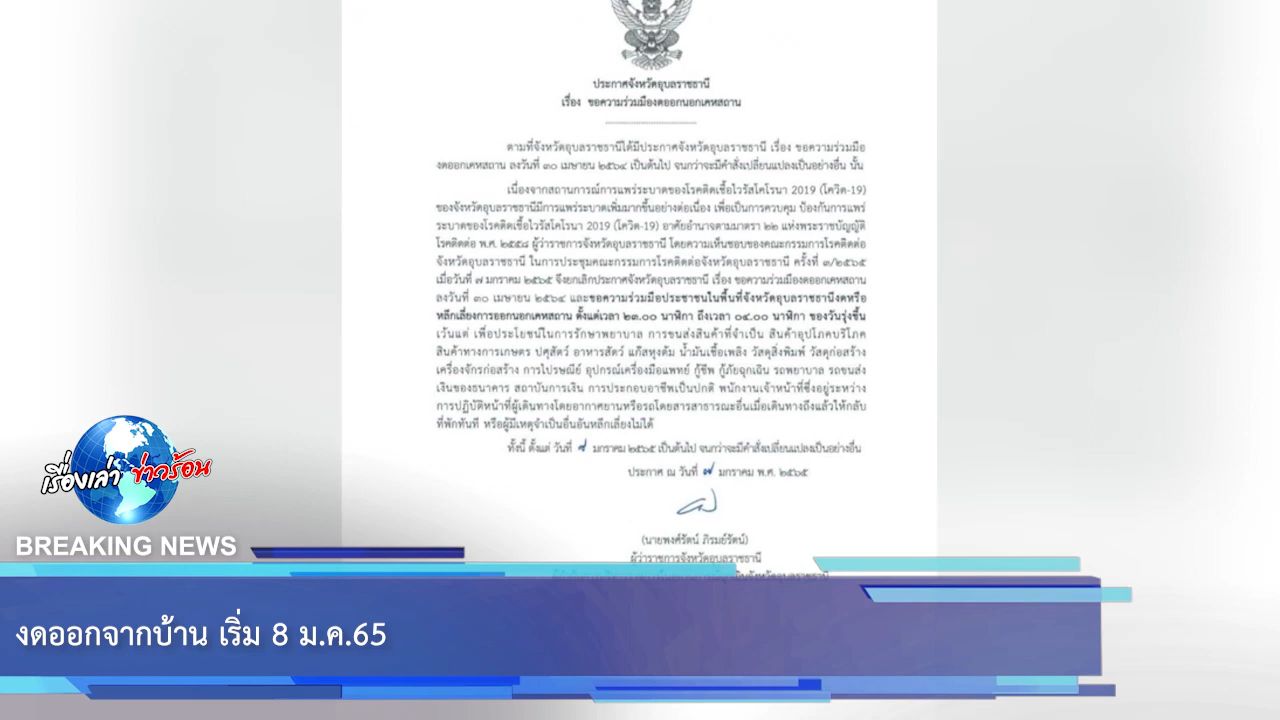 ประกาศจังหวัดอุบลราชธานี
เรื่อง ขอความร่วมมืองดออกนอกเคหสถาน
ตามที่จังหวัดอุบลราชธานีได้มีประกาศจังหวัดอุบลราชธานี เรื่อง ขอความร่วมมือ
งดออกเคหสถาน ลงวันที่ ๓๐ เมษายน ๒๕๖๔ เป็นต้นไป จนกว่าจะมีคำสั่งเปลี่ยนแปลงเป็นอย่างอื่น นั้น
เนื่องจากสถานการณ์การแพร่ระบาดของโรคติดเชื้อไวรัสโคโรนา 2019 (โควิด-19)
ของจังหวัดอุบลราชธานีมีการแพร่ระบาดเพิ่มมากขึ้นอย่างต่อเนื่อง เพื่อเป็นการควบคุม ป้องกันการแพร่
ระบาดของโรคติดเชื้อไวรัสโคโรนา 2019 (โควิด-19) อาศัยอำนาจตามมาตรา ๒๒ แห่งพระราชบัญญัติ
โรคติดต่อ พ.ศ. ๒๕๕๘ ผู้ว่าราชการจังหวัดอุบลราชธานี โดยความเห็นชอบของคณะกรรมการโรคติดต่อ
จังหวัดอุบลราชธานี ในการประชุมคณะกรรมการโรคติดต่อจังหวัดอุบลราชธานี ครั้งที่ ๓/๒๕๖๕
เมื่อวันที่ ๗ มกราคม ๒๕๖๕ จึงยกเลิกประกาศจังหวัดอุบลราชธานี เรื่อง ขอความร่วมมืองดออกเคหสถาน
ลงวันที่ ๓๐ เมษายน ๒๕๖๔ และขอความร่วมมือประชาชนในพื้นที่จังหวัดอุบลราชธานีงดหรือ
หลีกเลี่ยงการออกนอกเคหสถาน ตั้งแต่เวลา ๒๓.๐๐ นาฬิกา ถึงเวลา ๐๔.๐๐ นาฬิกา ของวันรุ่งขึ้น
เว้นแต่ เพื่อประโยชน์ในการรักษาพยาบาล การขนส่งสินค้าที่จำเป็น สินค้าอุปโภคบริโภค
สินค้าทางการเกษตร ปศุสัตว์ อาหารสัตว์ แก๊สหุงต้ม น้ำมันเชื้อเพลิง วัสดุสิ่งพิมพ์ วัสดุก่อสร้าง
เครื่องจักรก่อสร้าง การไปรษณีย์ อุปกรณ์เครื่องมือแพทย์ กู้ชีพ กู้ภัยฉุกเฉิน รถพยาบาล รถขนส่ง
เงินของธนาคาร สถาบันการเงิน การประกอบอาชีพเป็นปกติ พนักงานเจ้าหน้าที่ซึ่งอยู่ระหว่าง
การปฏิบัติหน้าที่ผู้เดินทางโดยอากาศยานหรือรถโดยสารสาธารณะอื่นเมื่อเดินทางถึงแล้วให้กลับ
ที่พักทันที หรือผู้มีเหตุจำเป็นอื่นอันหลีกเลี่ยงไม่ได้
ทั้งนี้ ตั้งแต่ วันที่ ๘ มกราคม ๒๕๖๕ เป็นต้นไป จนกว่าจะมีคำสั่งเปลี่ยนแปลงเป็นอย่างอื่น
ประกาศ ณ วันที่ ๗ มกราคม พ.ศ. ๒๕๖๕
(นายพงศ์รัตน์ ภิรมย์รัตน์)
ผู้ว่าราชการจังหวัดอุบลราชธานี
เรื่องเล่า ข่าวร้อน
BREAKING NEWS
งดออกจากบ้าน เริ่ม 8 ม.ค.65